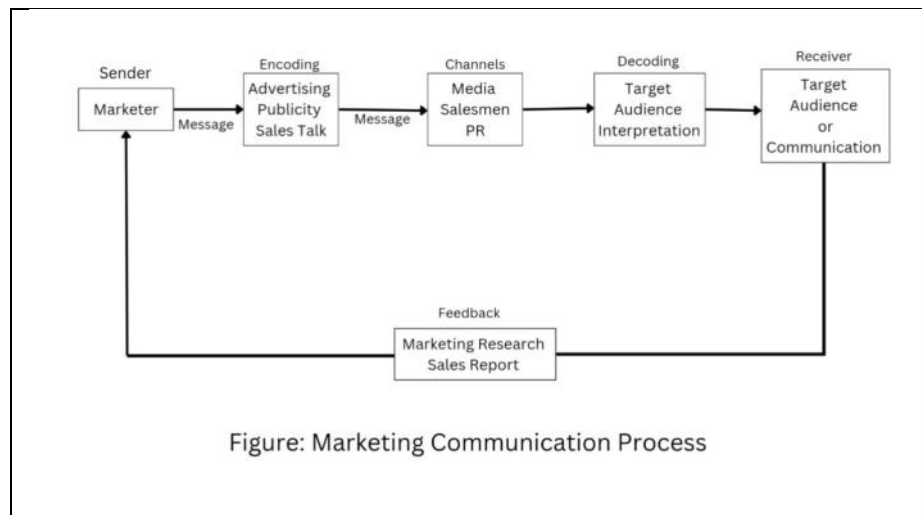 Sender
Marketer
Message
Encoding
Advertising
Publicity
Sales Talk
Message
Channels
Media
Salesmen
PR
Decoding
Target
Audience
Interpretation
Receiver
Target
Audience
or
Communication
Feedback
Marketing Research
Sales Report
Figure: Marketing Communication Process